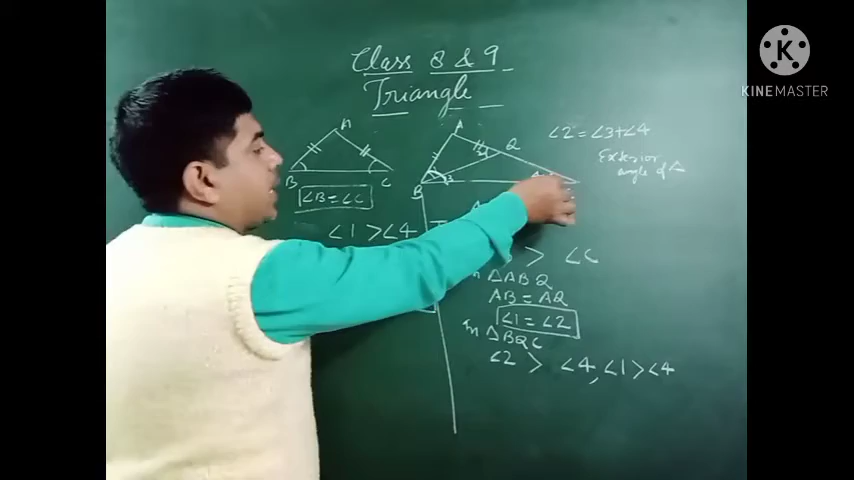 Class 8 & 9
Triangle
A
B
C
∠B = ∠C
∠1 > ∠4
A
Q
B
2
∠2 = ∠3+∠4
Exterior
angle of △
> ∠C
△ABQ
AB = AQ
∠1 = ∠2
In △BQC
∠2 > ∠4, ∠1 > ∠4
K
KINEMASTER